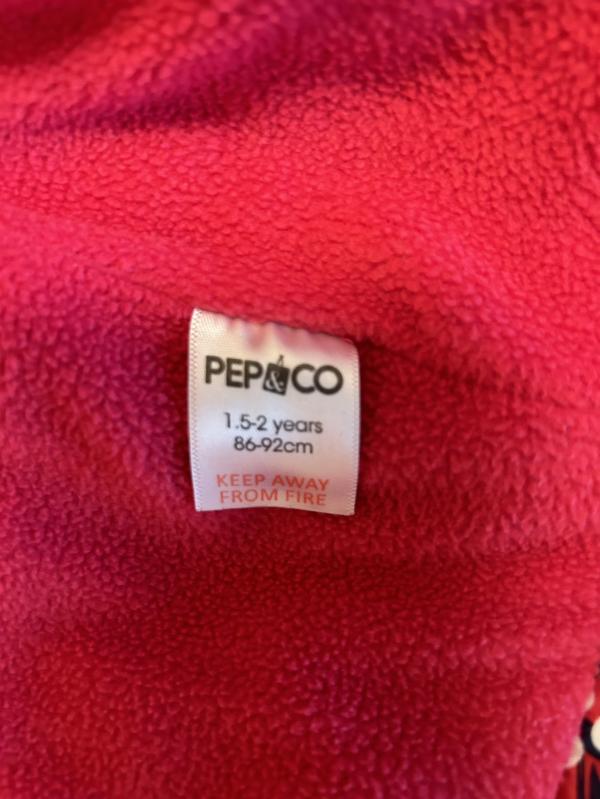 PEP&CO
1.5-2 years
86-92cm
KEEP AWAY
FROM FIRE